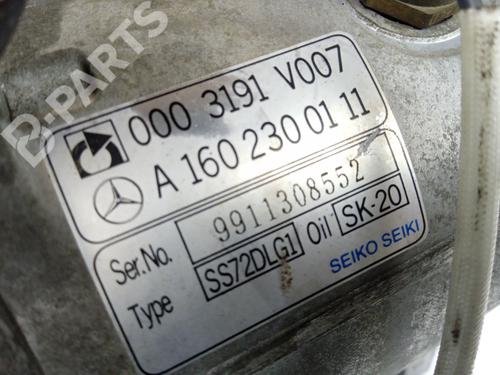 B-PARTS
000 3191 V007
A 160 230 01 11
Ser.No. 9911308552
Type SS72DLG1 Oil SK-20
SEIKO SEIKI